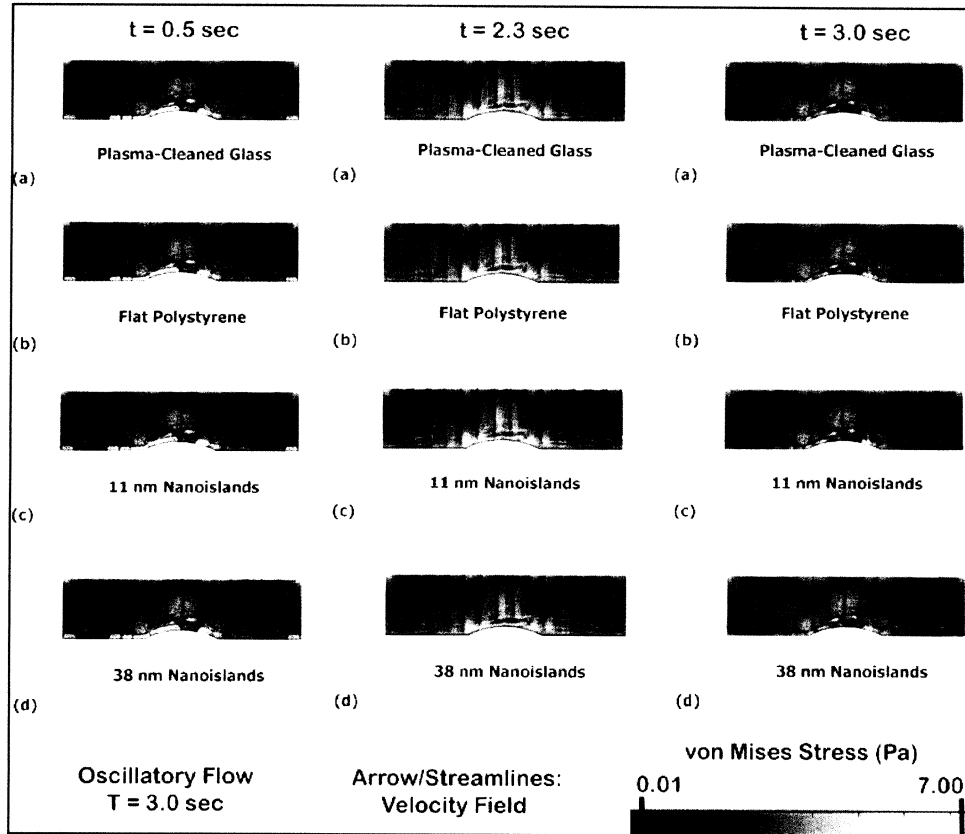 t = 0.5 sec
t = 2.3 sec
t = 3.0 sec
Plasma-Cleaned Glass
Plasma-Cleaned Glass
Plasma-Cleaned Glass
(a)
(a)
(a)
Flat Polystyrene
Flat Polystyrene
Flat Polystyrene
(b)
(b)
(b)
11 nm Nanoislands
11 nm Nanoislands
11 nm Nanoislands
(c)
(c)
(c)
38 nm Nanoislands
38 nm Nanoislands
38 nm Nanoislands
(d)
(d)
(d)
Oscillatory Flow
T = 3.0 sec
Arrow/Streamlines:
Velocity Field
von Mises Stress (Pa)
0.01
7.00